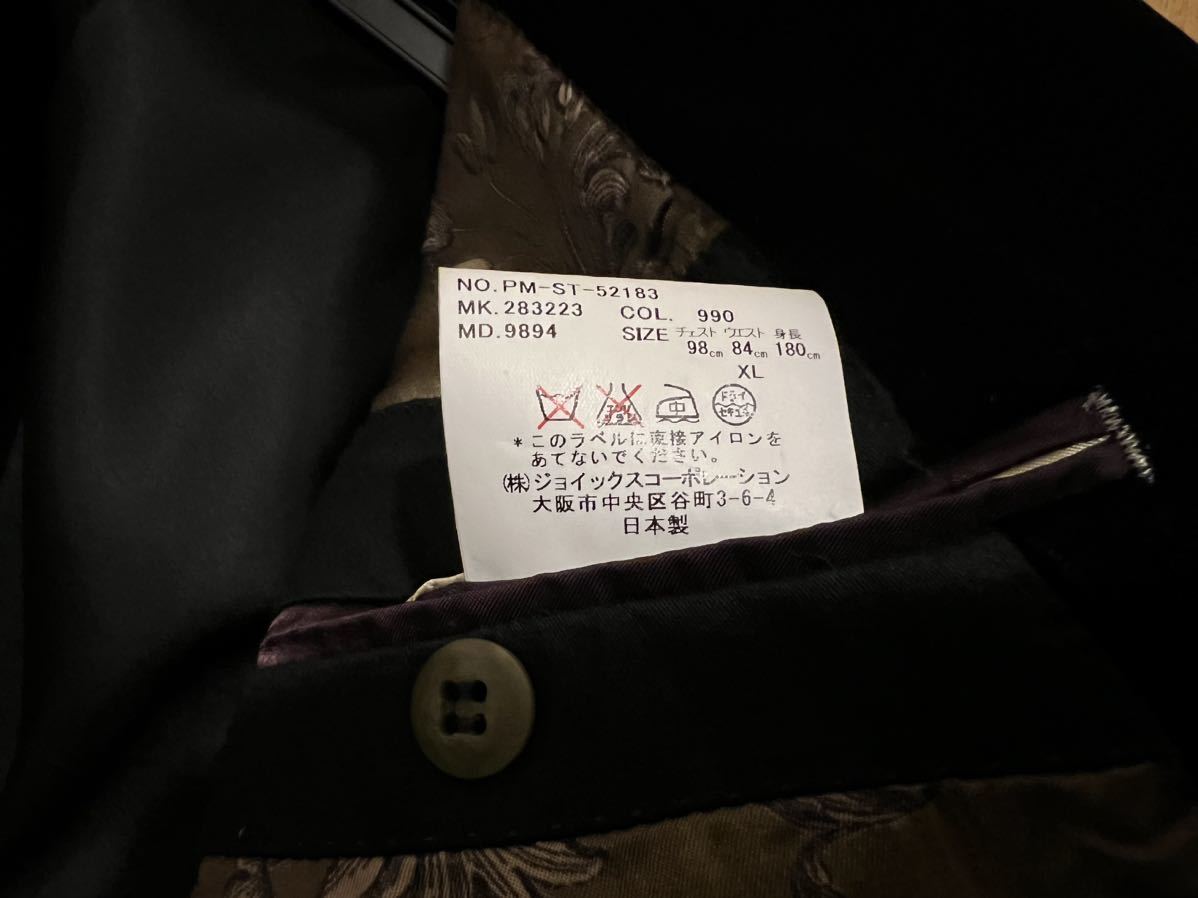 NO.PM-ST-52183
MK.283223 COL. 990
MD.9894 SIZE チェスト ウエスト 身長
98cm 84cm 180cm
XL
中 ドライ
セキユ系
*このラベルに直接アイロンを
あてないでください。
(株)ジョイックスコーポレーション
大阪市中央区谷町3-6-4
日本製